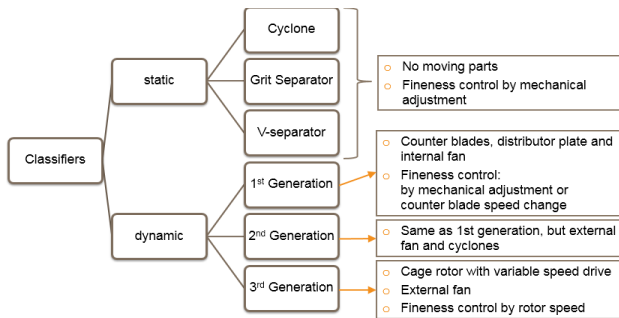 Cyclone
static
Grit Separator
V-separator
No moving parts
Fineness control by mechanical
adjustment
Classifiers
Counter blades, distributor plate and
internal fan
Fineness control:
by mechanical adjustment or
counter blade speed change
1st Generation
dynamic
2nd Generation
Same as 1st generation, but external
fan and cyclones
3rd Generation
Cage rotor with variable speed drive
External fan
Fineness control by rotor speed